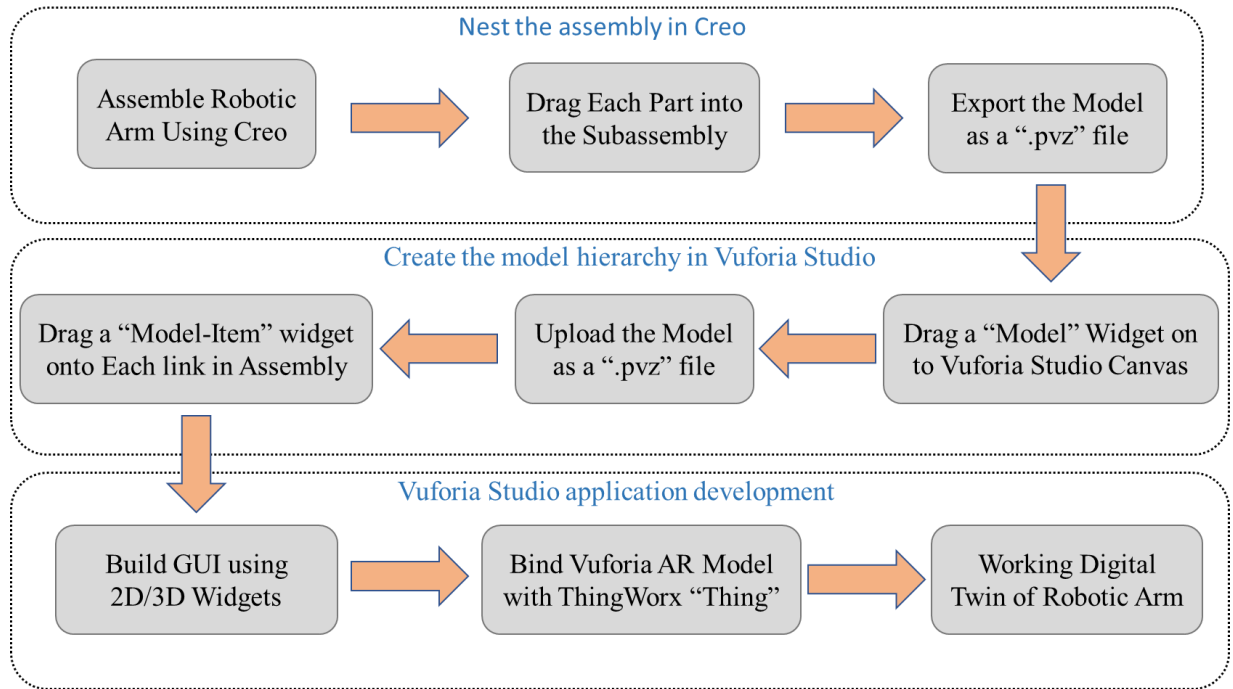 Nest the assembly in Creo
Assemble Robotic
Arm Using Creo
Drag Each Part into
the Subassembly
Export the Model
as a “.pvz” file
Create the model hierarchy in Vuforia Studio
Drag a “Model” Widget on
to Vuforia Studio Canvas
Upload the Model
as a “.pvz” file
Drag a “Model-Item” widget
onto Each link in Assembly
Vuforia Studio application development
Build GUI using
2D/3D Widgets
Bind Vuforia AR Model
with ThingWorx “Thing”
Working Digital
Twin of Robotic Arm